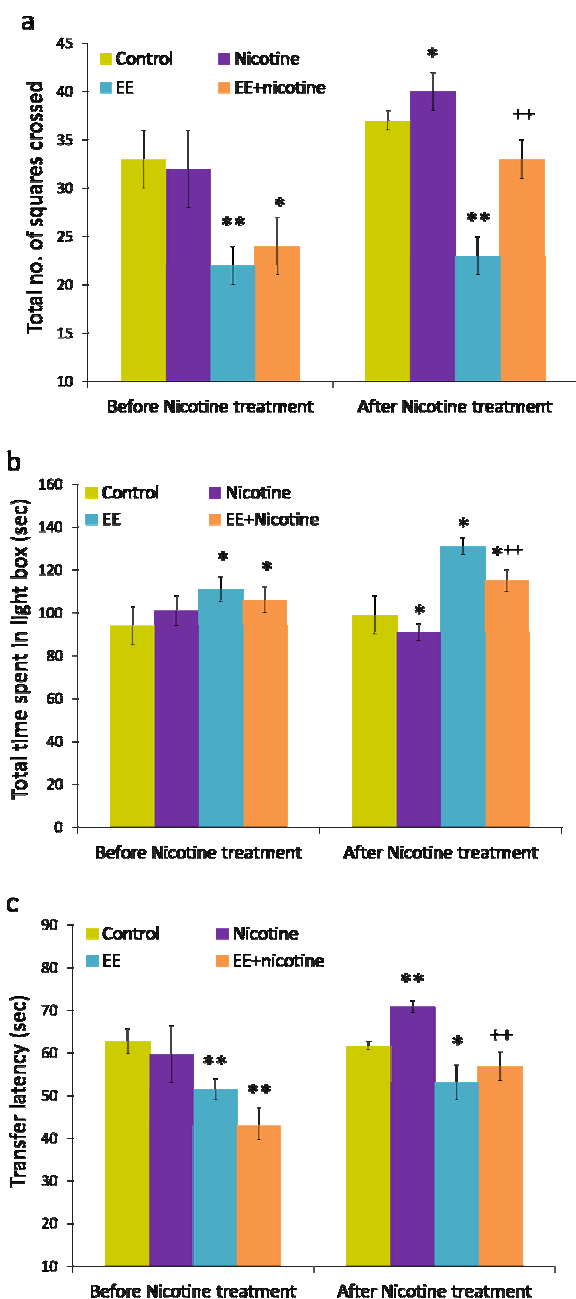 a
Total no. of squares crossed
45
40
35
30
25
20
15
10
Control Nicotine
EE EE+nicotine
** * * ** ++
Before Nicotine treatment After Nicotine treatment
b
Total time spent in light box (sec)
160
140
120
100
80
60
40
20
0
Control Nicotine
EE EE+Nicotine
* * * * *++
Before Nicotine treatment After Nicotine treatment
c
Transfer latency (sec)
90
80
70
60
50
40
30
20
10
Control Nicotine
EE EE+nicotine
** ** ** * ++
Before Nicotine treatment After Nicotine treatment